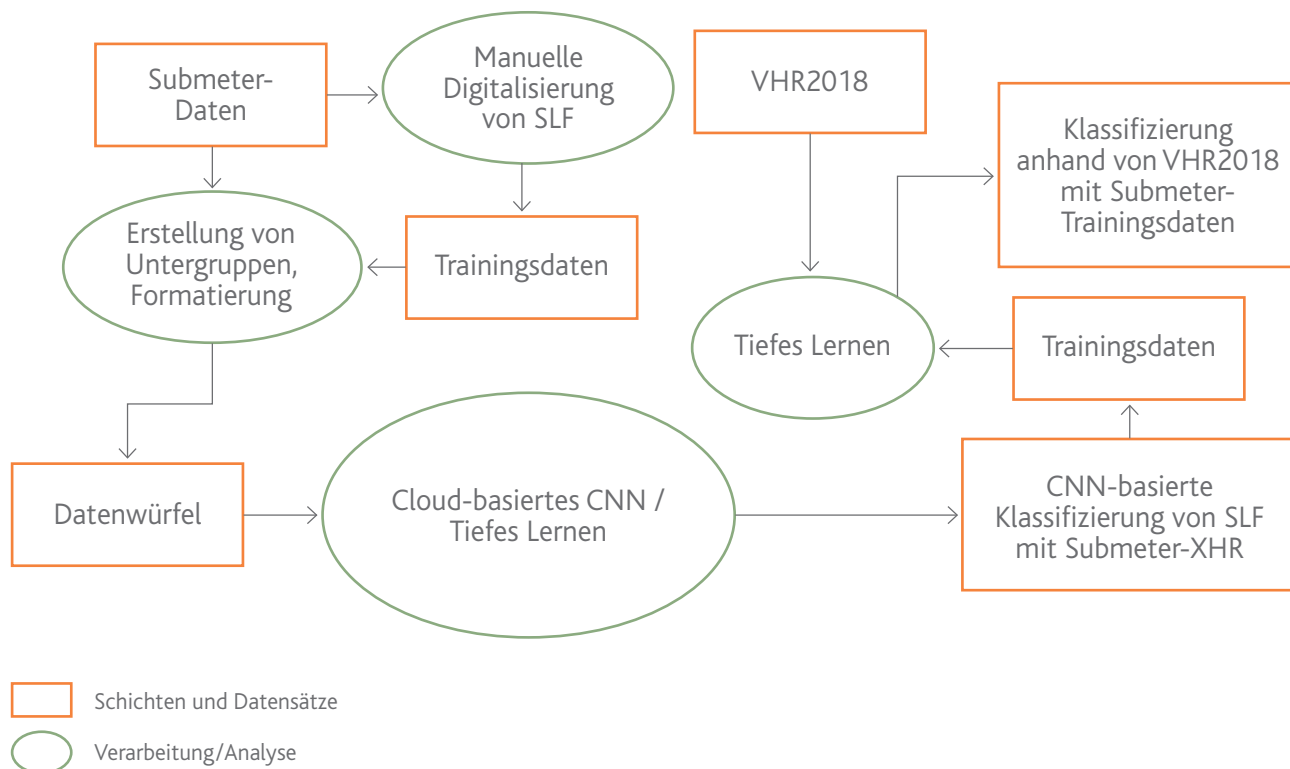 Submeter-
Daten
Manuelle
Digitalisierung
von SLF
VHR2018
Klassifizierung
anhand von VHR2018
mit Submeter-
Trainingsdaten
Erstellung von
Untergruppen,
Formatierung
Trainingsdaten
Tiefes Lernen
Trainingsdaten
Datenwürfel
Cloud-basiertes CNN /
Tiefes Lernen
CNN-basierte
Klassifizierung von SLF
mit Submeter-XHR
Schichten und Datensätze
Verarbeitung/Analyse